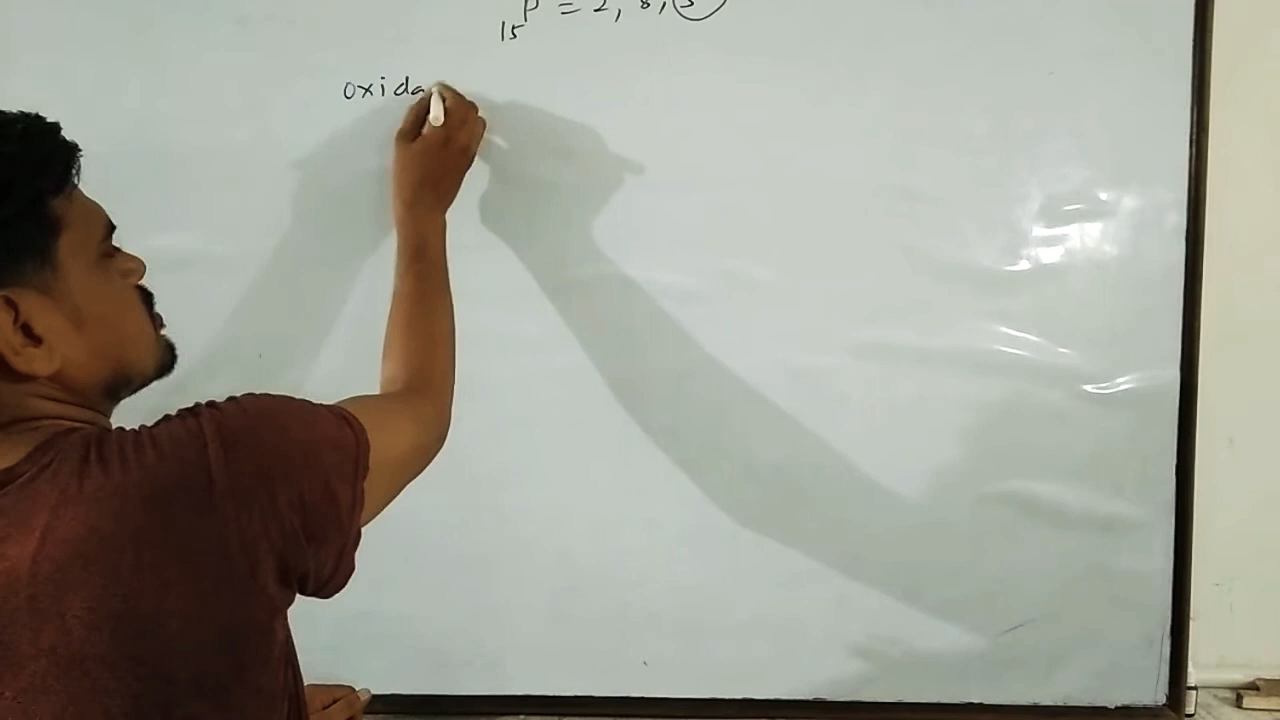 15P = 2, 8, 5
oxida